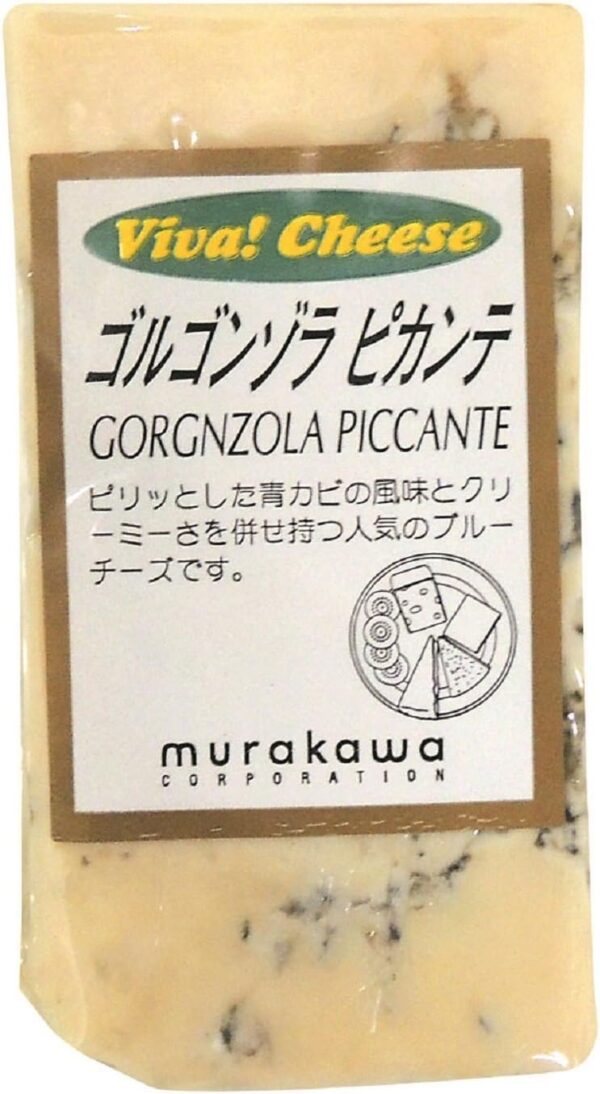 Viva! Cheese
ゴルゴンゾラ ピカンテ
GORGNZOLA PICCANTE
ピリッとした青カビの風味とクリ
ーミーさを併せ持つ人気のブルー
チーズです。
murakawa
CORPORATION